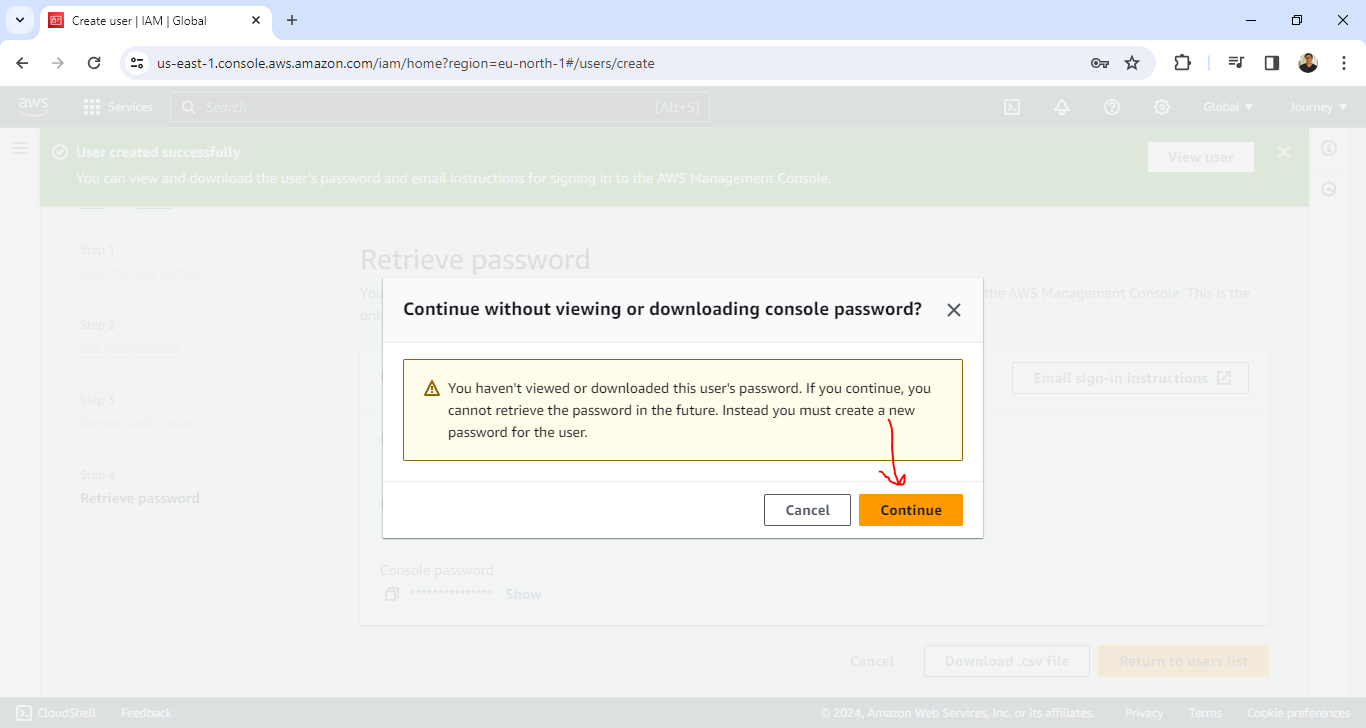 Create user | IAM | Global
us-east-1.console.aws.amazon.com/iam/home?region=eu-north-1#/users/create
aws
Services
Search
[Alt+S]
Global
Journey
User created successfully
You can view and download the user's password and email instructions for signing in to the AWS Management Console.
View user
Step 1
Specify user details
Step 2
Set permissions
Step 3
Review and create
Step 4
Retrieve password
Retrieve password
the AWS Management Console. This is the
Continue without viewing or downloading console password?
You haven't viewed or downloaded this user's password. If you continue, you
cannot retrieve the password in the future. Instead you must create a new
password for the user.
Cancel
Continue
Email sign-in instructions
Console password
*************** Show
Cancel
Download .csv file
Return to users list
CloudShell
Feedback
© 2024, Amazon Web Services, Inc. or its affiliates.
Privacy
Terms
Cookie preferences